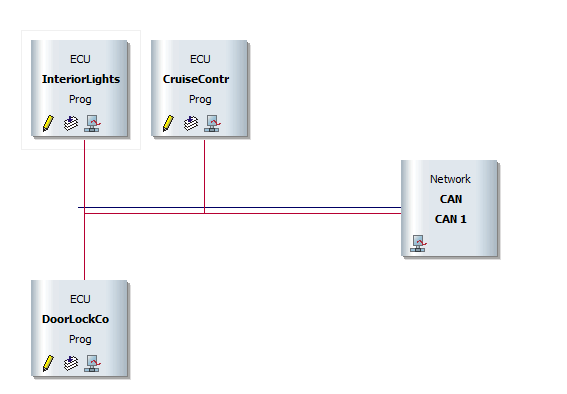 ECU
InteriorLights
Prog
ECU
CruiseContr
Prog
Network
CAN
CAN 1
ECU
DoorLockCo
Prog